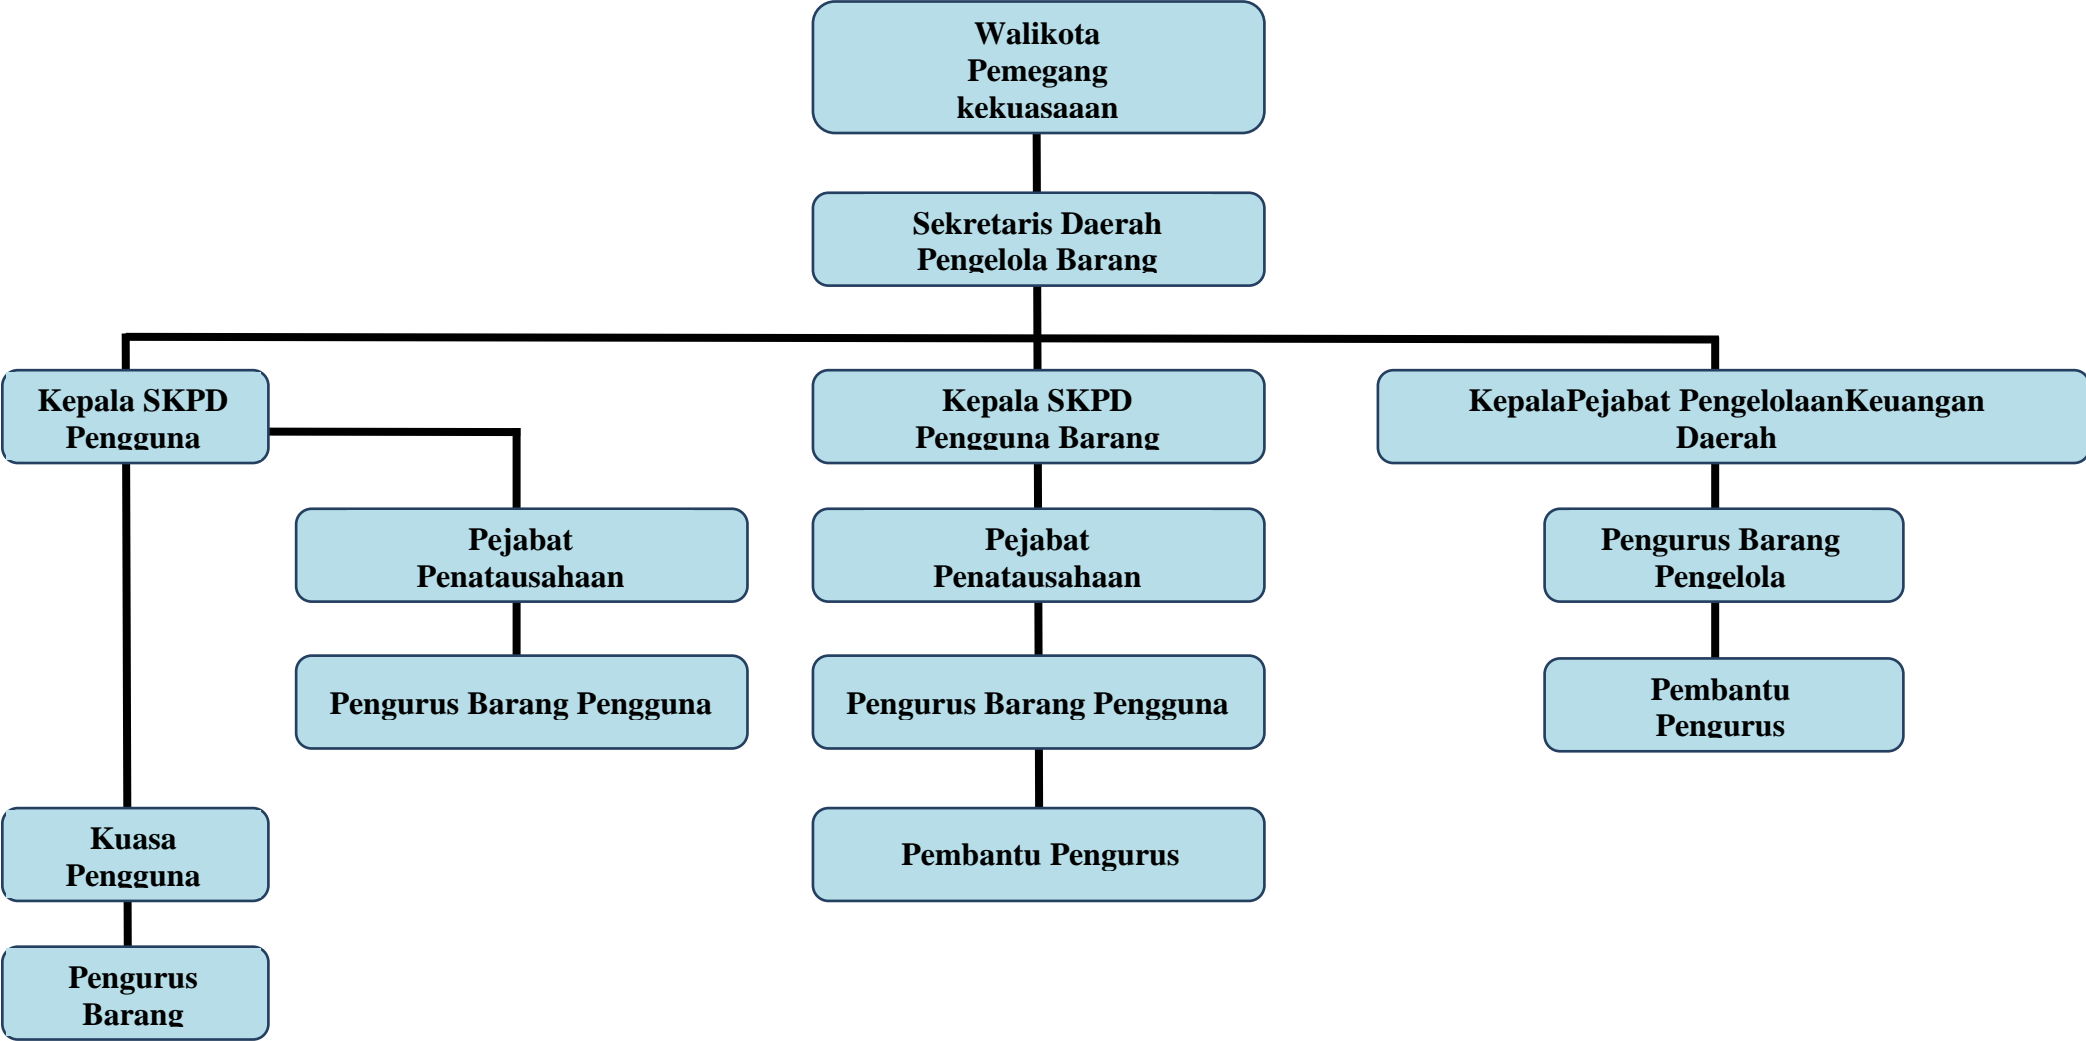 Walikota
Pemegang
kekuasaaan
Sekretaris Daerah
Pengelola Barang
Kepala SKPD
Pengguna
Kepala SKPD
Pengguna Barang
KepalaPejabat PengelolaanKeuangan
Daerah
Pejabat
Penatausahaan
Pejabat
Penatausahaan
Pengurus Barang
Pengelola
Pengurus Barang Pengguna
Pengurus Barang Pengguna
Pembantu
Pengurus
Kuasa
Pengguna
Pembantu Pengurus
Pengurus
Barang